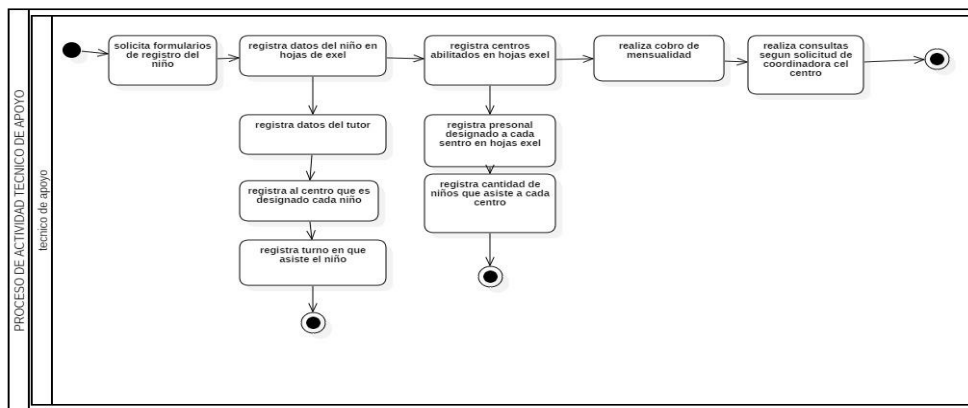 PROCESO DE ACTIVIDAD TECNICO DE APOYO
tecnico de apoyo
solicita formularios
de registro del
niño
registra datos del niño en
hojas de exel
registra centros
abilitados en hojas exel
realiza cobro de
mensualidad
realiza consultas
segun solicitud de
coordinadora cel
centro
registra datos del tutor
registra al centro que es
designado cada niño
registra turno en que
asiste el niño
registra presonal
designado a cada
sentro en hojas exel
registra cantidad de
niños que asiste a cada
centro